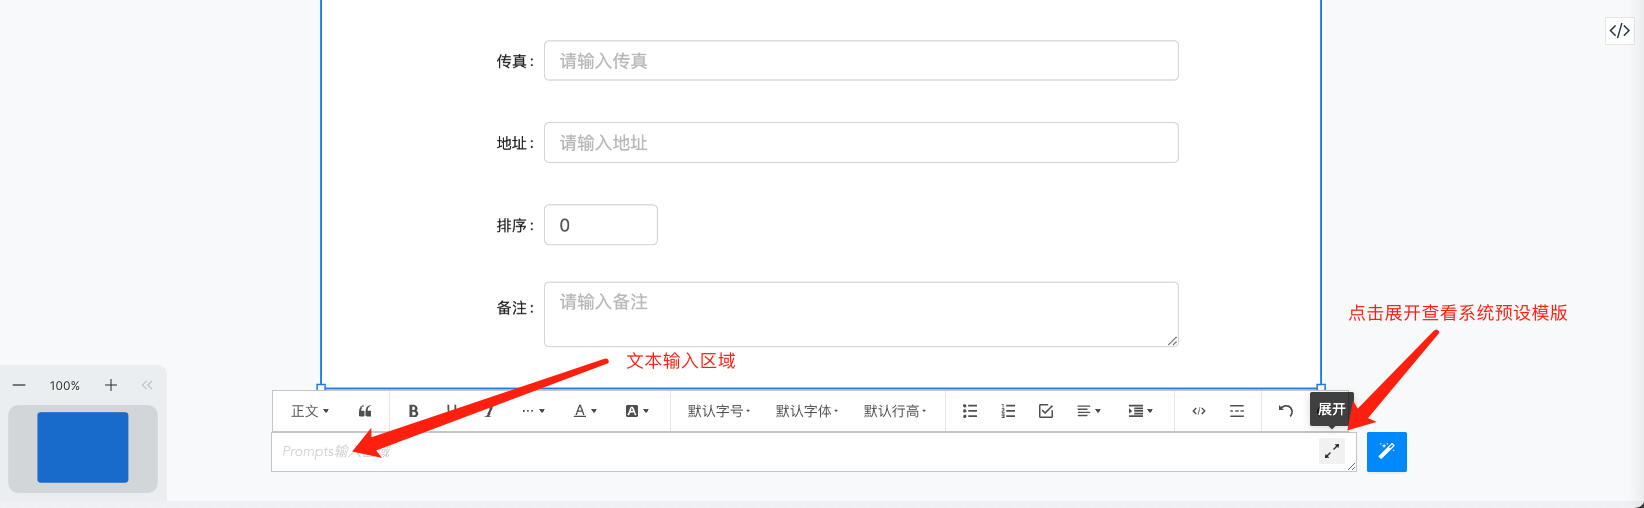 传真：
请输入传真
地址：
请输入地址
排序：
0
备注：
请输入备注
点击展开查看系统预设模版
文本输入区域
100%
正文
B
U
I
A
A
默认字号
默认字体
默认行高
展开
Prompts输入区域